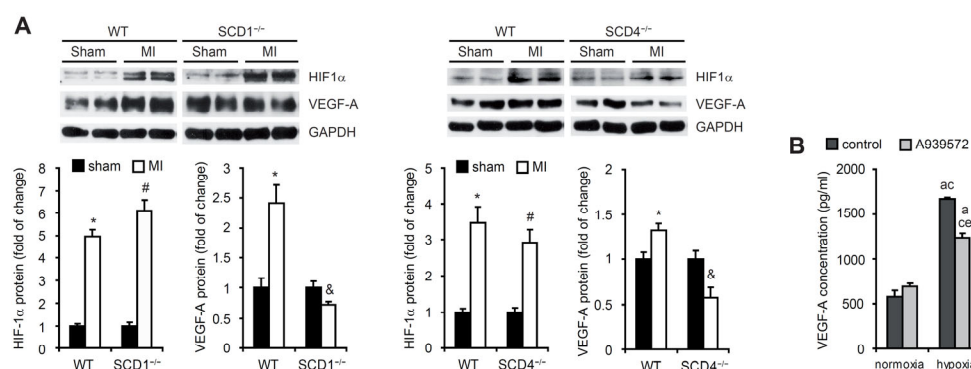 A
WT SCD1⁻/⁻
Sham MI Sham MI
HIF1α
VEGF-A
GAPDH
sham MI
HIF-1α protein (fold of change)
8
7
6
5
4
3
2
1
0
*
#
WT SCD1⁻/⁻
VEGF-A protein (fold of change)
3.0
2.5
2
1.5
1
0.5
0
*
&
WT SCD1⁻/⁻
WT SCD4⁻/⁻
Sham MI Sham MI
HIF1α
VEGF-A
GAPDH
sham MI
HIF-1α protein (fold of change)
5
4
3
2
1
0
*
#
WT SCD4⁻/⁻
VEGF-A protein (fold of change)
2
1.5
1
0.5
0
*
&
WT SCD4⁻/⁻
B
control A939572
VEGF-A concentration (pg/ml)
2000
1500
1000
500
0
ac
a
ce
normoxia hypoxia